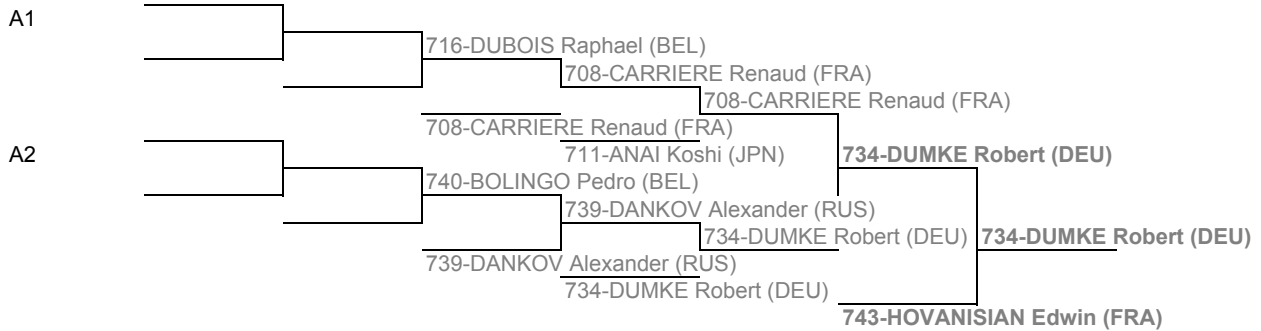 A1
716-DUBOIS Raphael (BEL)
708-CARRIERE Renaud (FRA)
708-CARRIERE Renaud (FRA)
708-CARRIERE Renaud (FRA)
711-ANAI Koshi (JPN)
734-DUMKE Robert (DEU)
A2
740-BOLINGO Pedro (BEL)
739-DANKOV Alexander (RUS)
734-DUMKE Robert (DEU)
734-DUMKE Robert (DEU)
739-DANKOV Alexander (RUS)
734-DUMKE Robert (DEU)
743-HOVANISIAN Edwin (FRA)